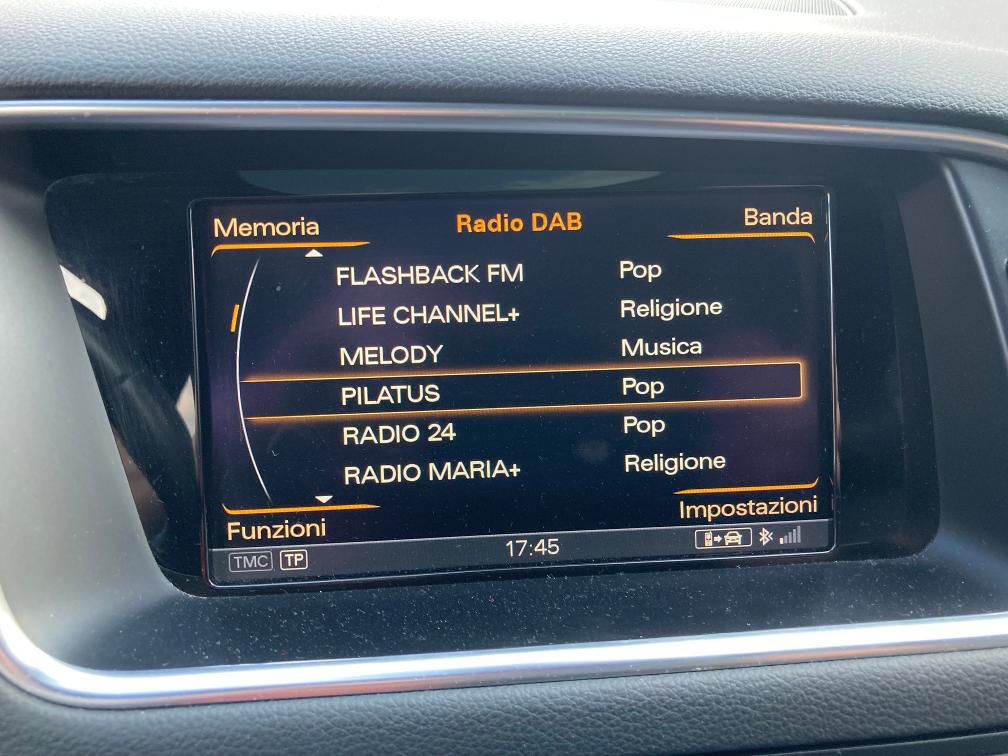 Memoria Radio DAB Banda
FLASHBACK FM Pop
LIFE CHANNEL+ Religione
MELODY Musica
PILATUS Pop
RADIO 24 Pop
RADIO MARIA+ Religione
Funzioni Impostazioni
TMC TP 17:45